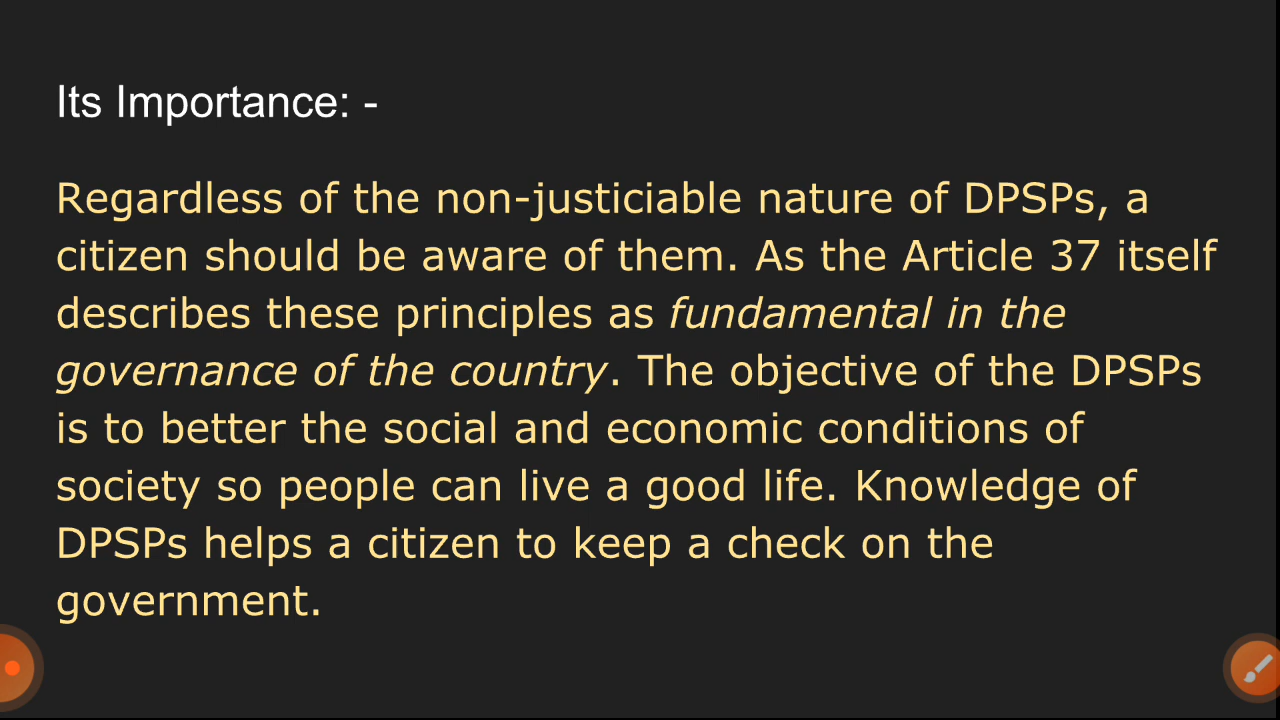 Its Importance: -
Regardless of the non-justiciable nature of DPSPs, a
citizen should be aware of them. As the Article 37 itself
describes these principles as fundamental in the
governance of the country. The objective of the DPSPs
is to better the social and economic conditions of
society so people can live a good life. Knowledge of
DPSPs helps a citizen to keep a check on the
government.